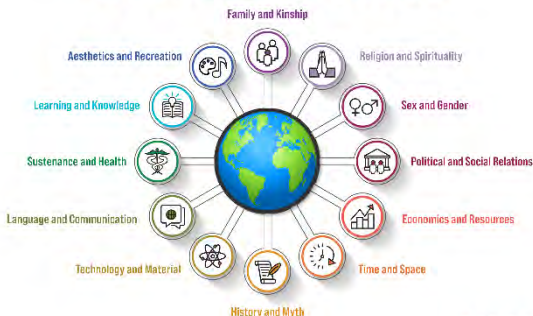 Family and Kinship
Aesthetics and Recreation
Religion and Spirituality
Learning and Knowledge
Sex and Gender
Sustenance and Health
Political and Social Relations
Language and Communication
Economics and Resources
Technology and Material
Time and Space
History and Myth